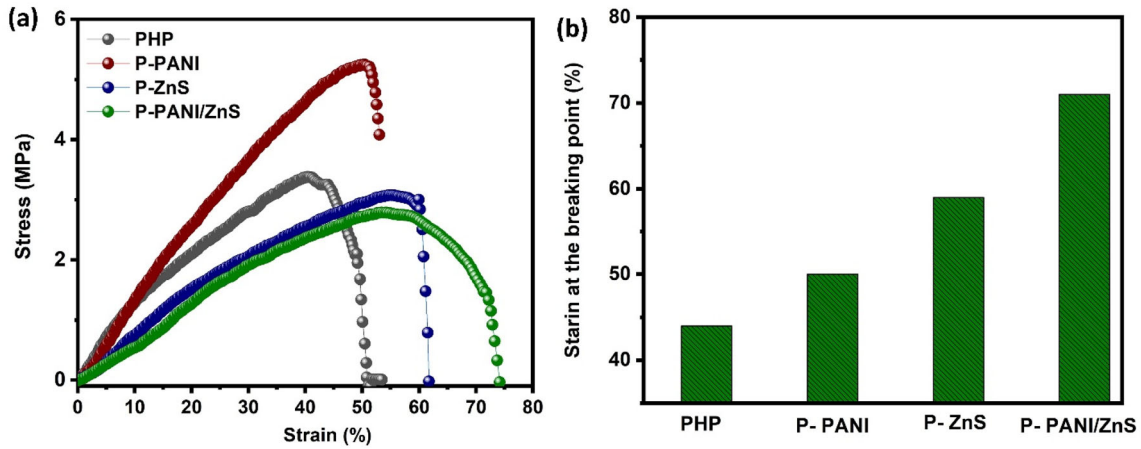 (a)
6
4
2
0
Stress (MPa)
PHP
P-PANI
P-ZnS
P-PANI/ZnS
0 10 20 30 40 50 60 70 80
Strain (%)
(b)
80
70
60
50
40
Starin at the breaking point (%)
PHP P- PANI P- ZnS P- PANI/ZnS